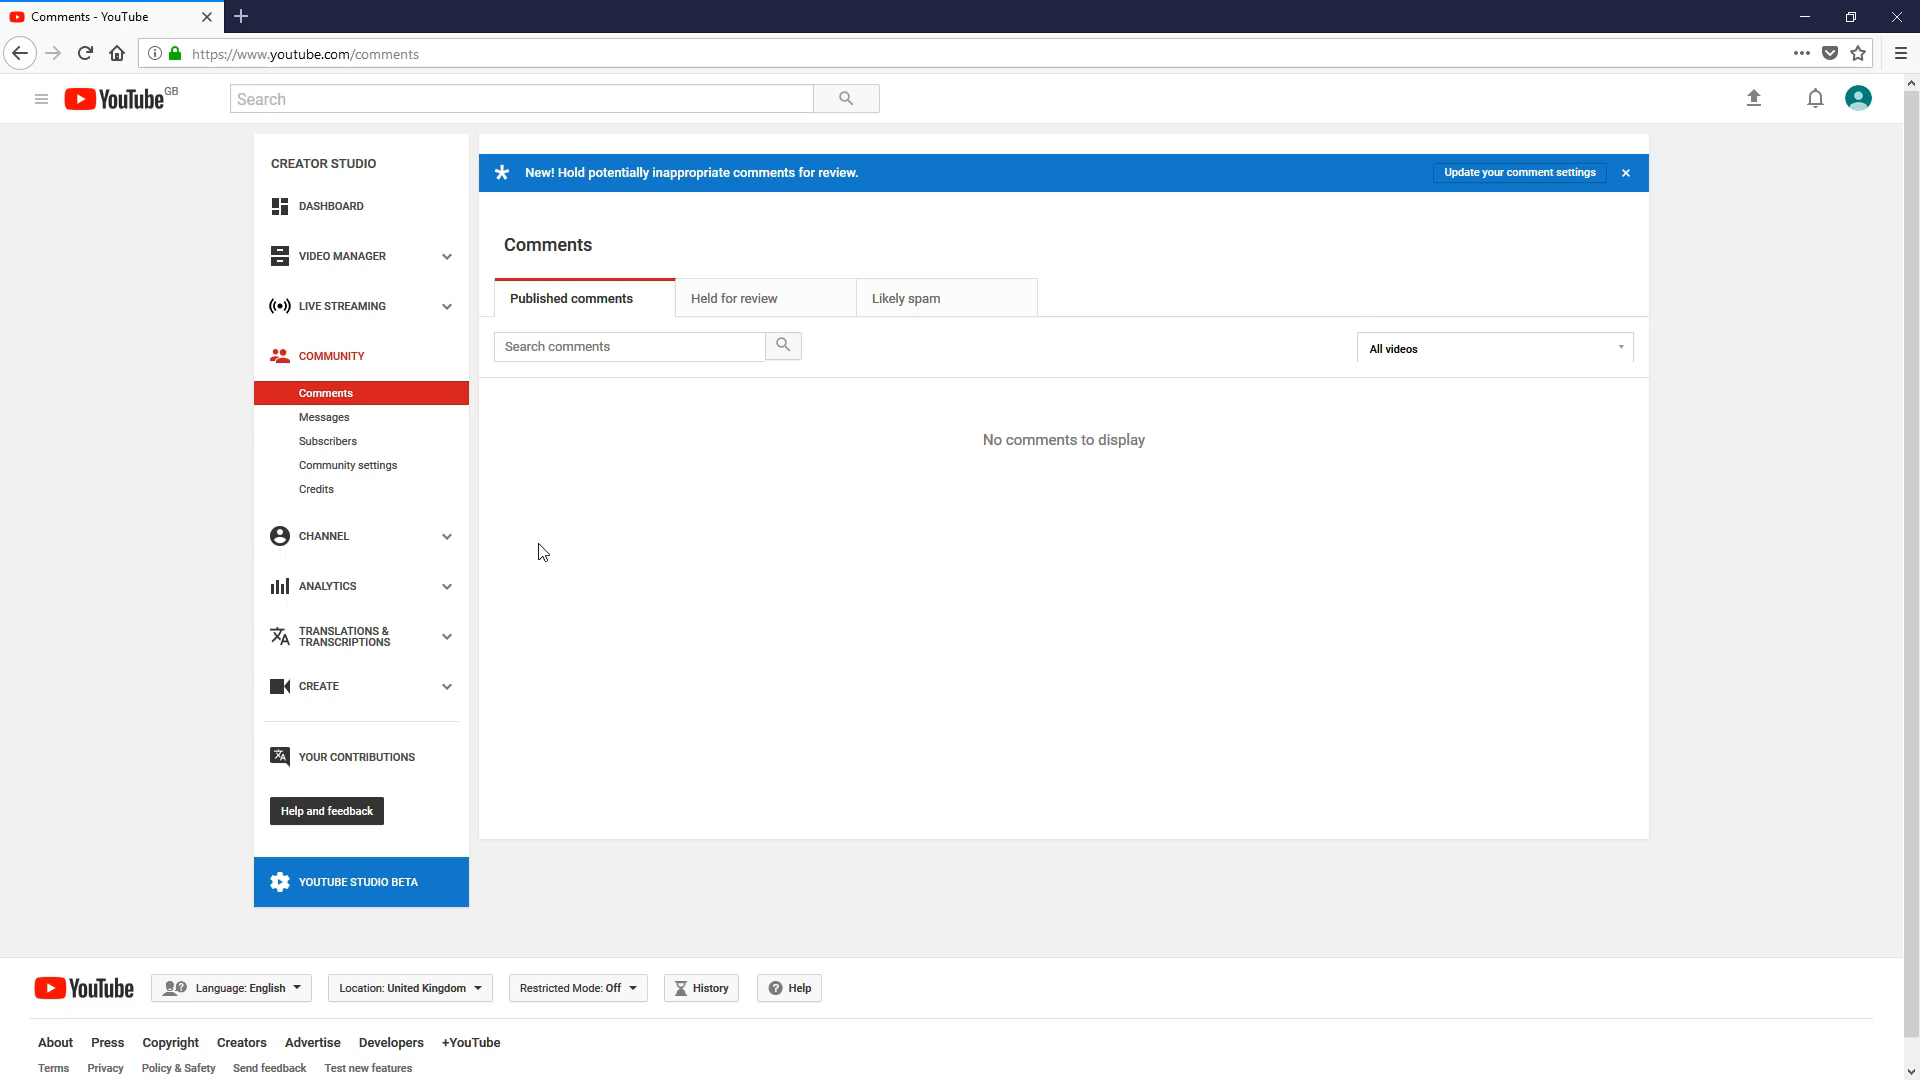 Comments - YouTube
https://www.youtube.com/comments
YouTube GB
Search
CREATOR STUDIO
DASHBOARD
VIDEO MANAGER
LIVE STREAMING
COMMUNITY
Comments
Messages
Subscribers
Community settings
Credits
CHANNEL
ANALYTICS
TRANSLATIONS &
TRANSCRIPTIONS
CREATE
YOUR CONTRIBUTIONS
Help and feedback
YOUTUBE STUDIO BETA
New! Hold potentially inappropriate comments for review.
Update your comment settings
Comments
Published comments
Held for review
Likely spam
Search comments
All videos
No comments to display
YouTube
Language: English
Location: United Kingdom
Restricted Mode: Off
History
Help
About Press Copyright Creators Advertise Developers +YouTube
Terms Privacy Policy & Safety Send feedback Test new features